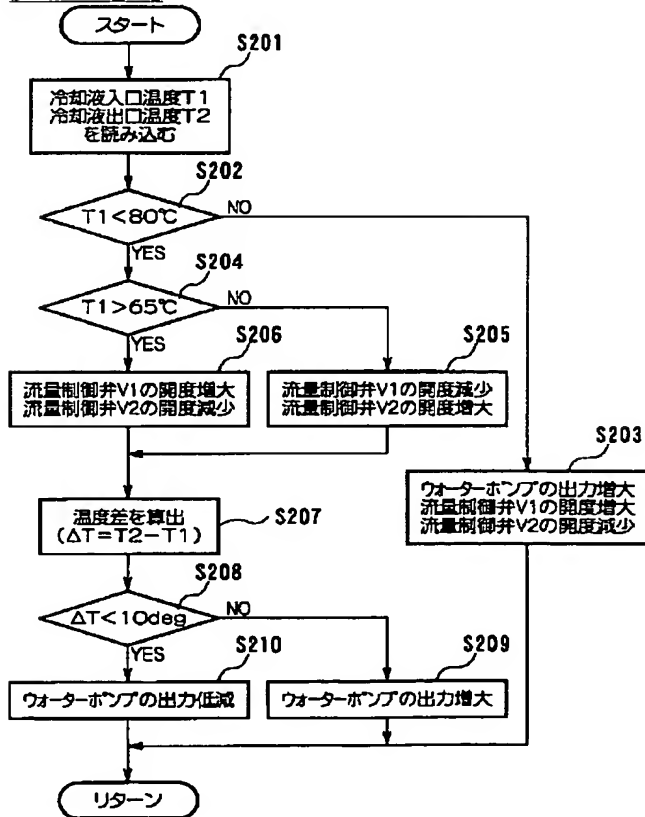 スタート
S201
冷却液入口温度T1
冷却液出口温度T2
を読み込む
S202
T1<80℃
NO
YES
S204
T1>65℃
NO
YES
S206
流量制御弁V1の開度増大
流量制御弁V2の開度減少
S205
流量制御弁V1の開度減少
流量制御弁V2の開度増大
S203
ウォーターポンプの出力増大
流量制御弁V1の開度増大
流量制御弁V2の開度減少
温度差を算出
(ΔT=T2-T1)
S207
S208
ΔT<10deg
NO
YES
S210
ウォーターポンプの出力低減
S209
ウォーターポンプの出力増大
リターン